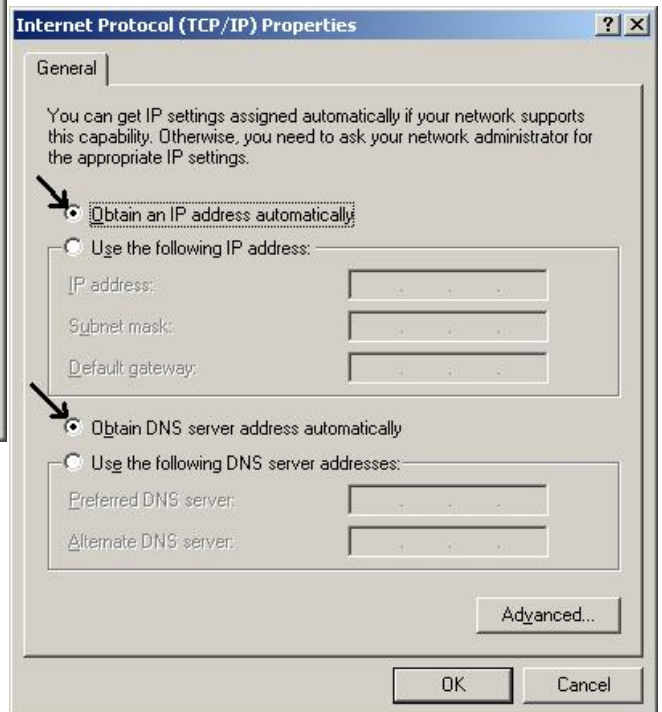 Internet Protocol (TCP/IP) Properties
General
You can get IP settings assigned automatically if your network supports
this capability. Otherwise, you need to ask your network administrator for
the appropriate IP settings.
Obtain an IP address automatically
Use the following IP address:
IP address:
Subnet mask:
Default gateway:
Obtain DNS server address automatically
Use the following DNS server addresses:
Preferred DNS server:
Alternate DNS server:
Advanced...
OK
Cancel